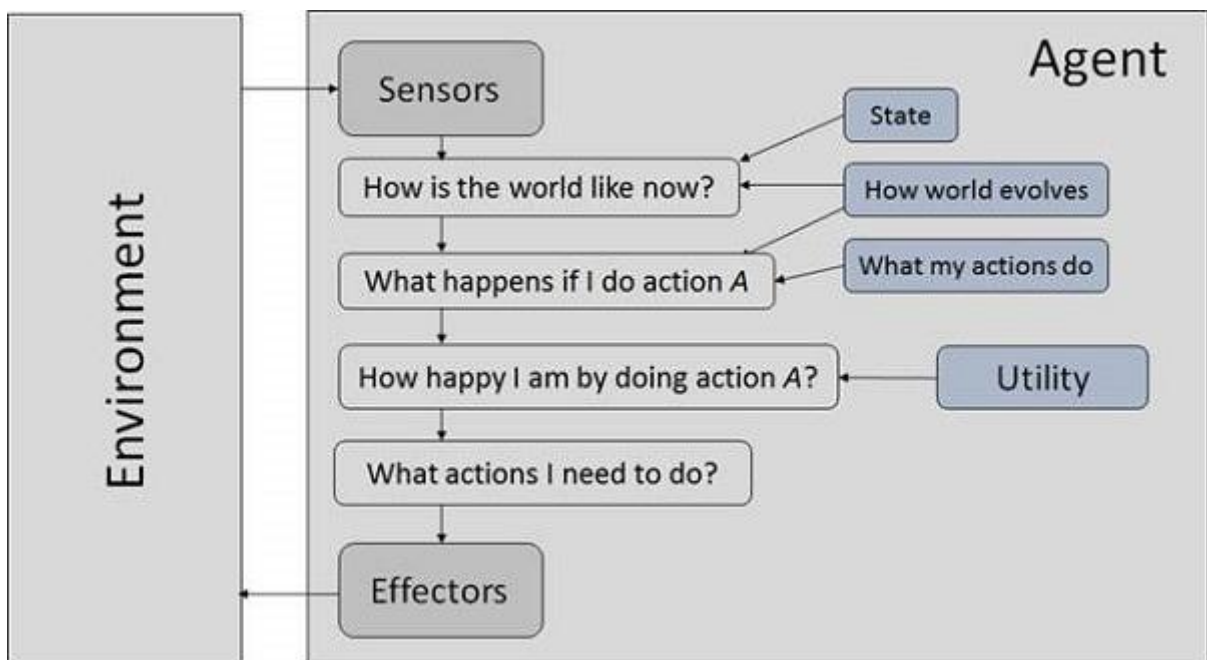 Environment
Agent
Sensors
State
How is the world like now?
How world evolves
What happens if I do action A
What my actions do
How happy I am by doing action A?
Utility
What actions I need to do?
Effectors